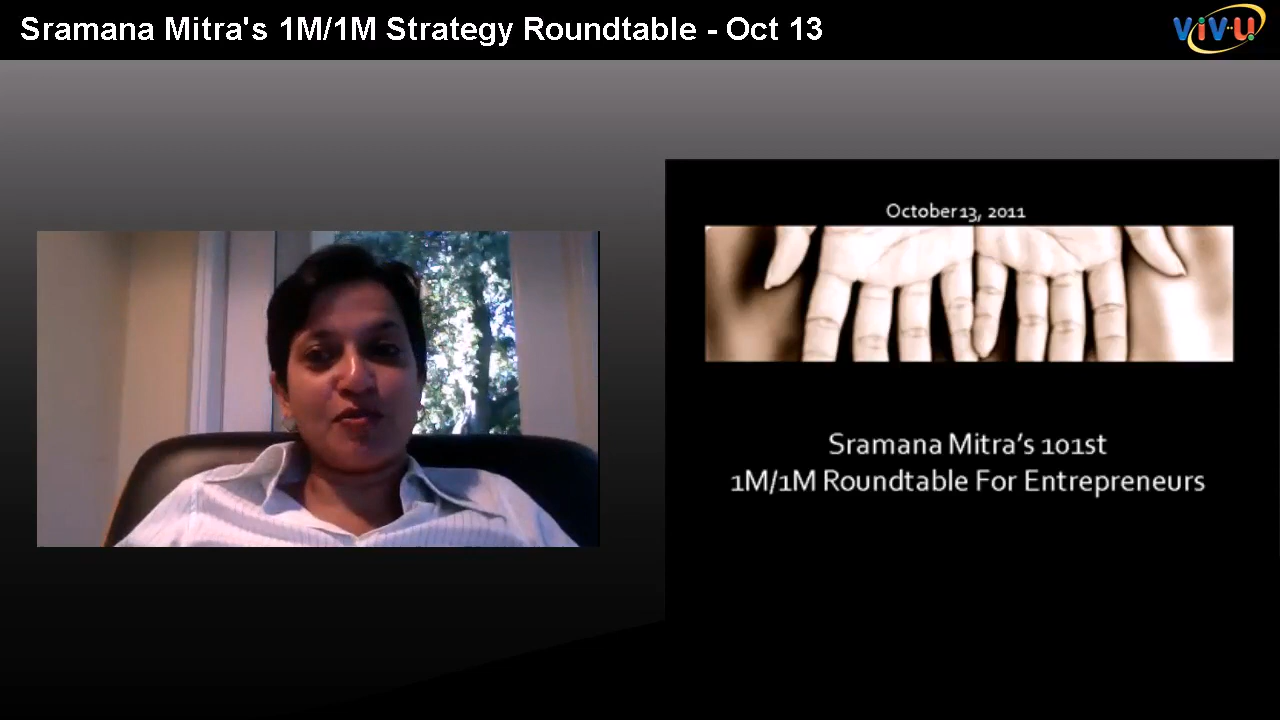 Sramana Mitra's 1M/1M Strategy Roundtable - Oct 13
ViVU
October 13, 2011
Sramana Mitra’s 101st
1M/1M Roundtable For Entrepreneurs